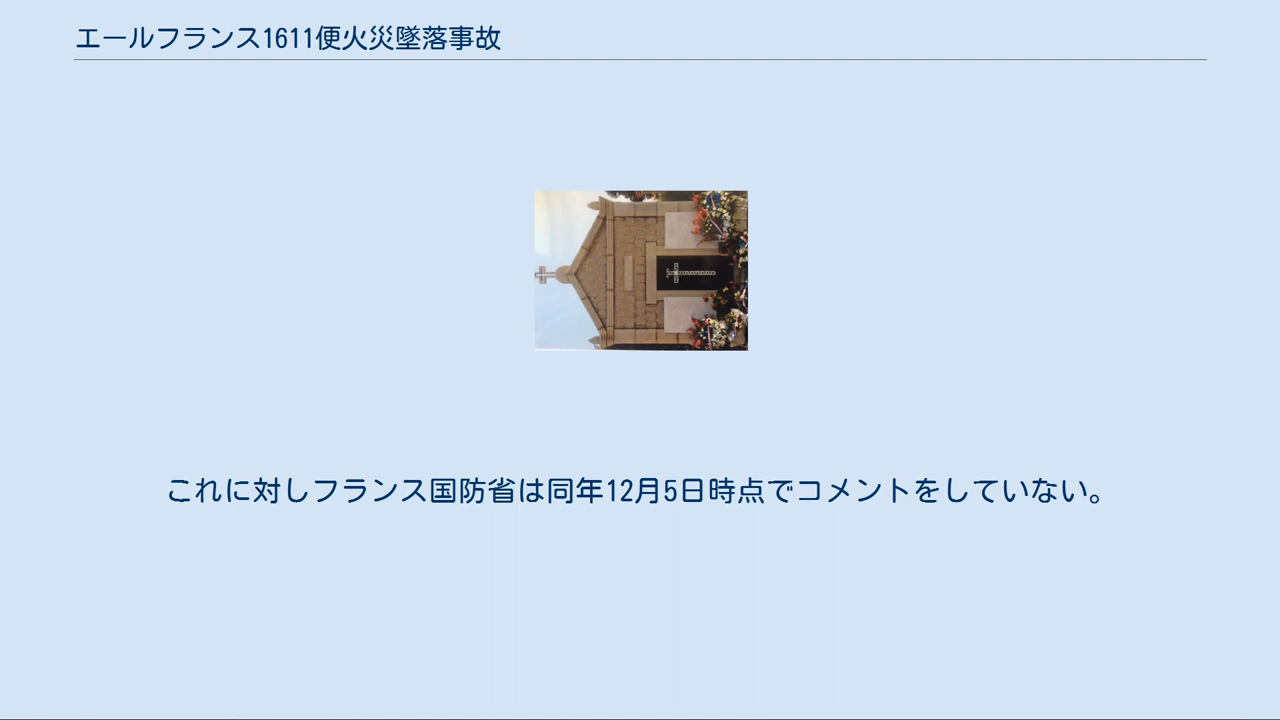 エールフランス1611便火災墜落事故
これに対しフランス国防省は同年12月5日時点でコメントをしていない。